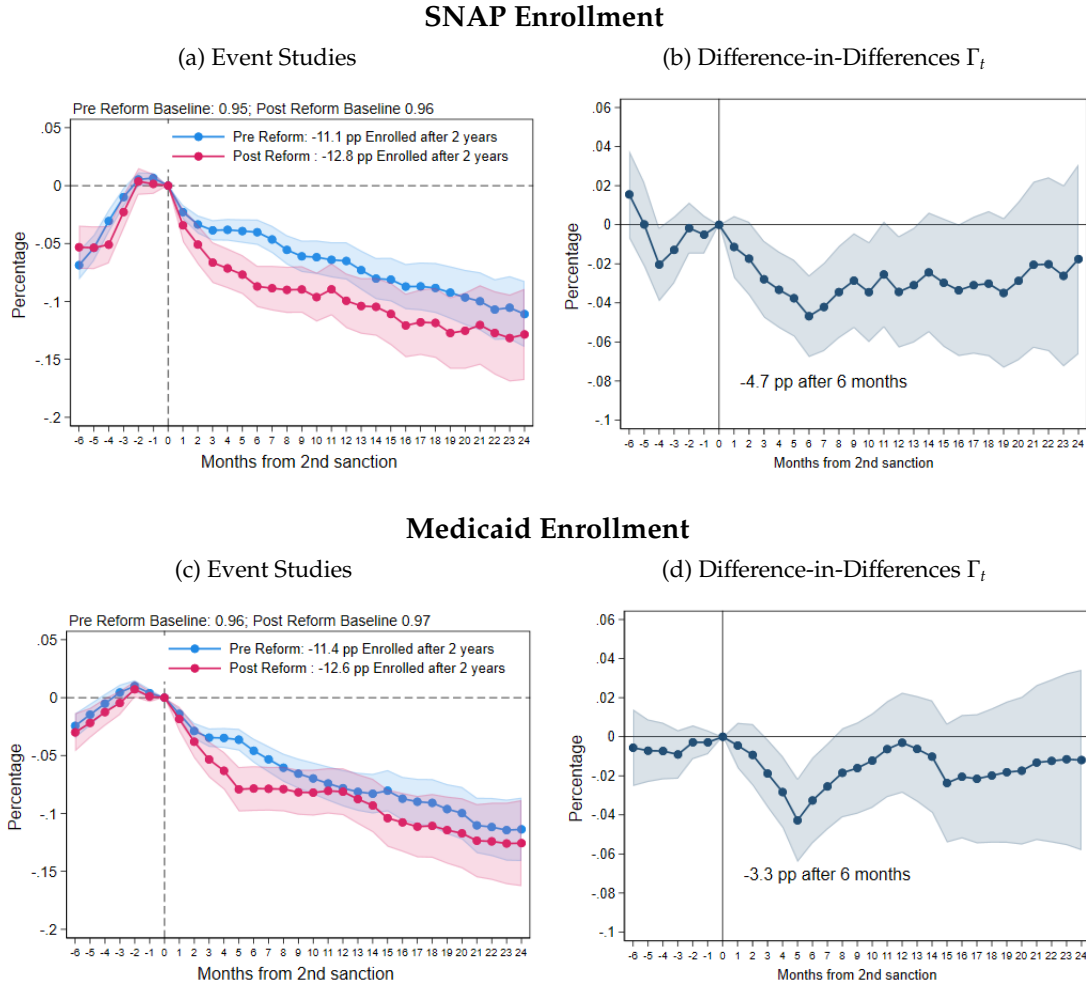 SNAP Enrollment
(a) Event Studies
(b) Difference-in-Differences Γt
Pre Reform Baseline: 0.95; Post Reform Baseline 0.96
Pre Reform: -11.1 pp Enrolled after 2 years
Post Reform : -12.8 pp Enrolled after 2 years
Percentage
.05
0
-.05
-.1
-.15
-.2
-6 -5 -4 -3 -2 -1 0 1 2 3 4 5 6 7 8 9 10 11 12 13 14 15 16 17 18 19 20 21 22 23 24
Months from 2nd sanction
Percentage
.06
.04
0.02
0
-0.02
-.04
-.06
-.08
-.1
-4.7 pp after 6 months
-6 -5 -4 -3 -2 -1 0 1 2 3 4 5 6 7 8 9 10 11 12 13 14 15 16 17 18 19 20 21 22 23 24
Months from 2nd sanction
Medicaid Enrollment
(c) Event Studies
(d) Difference-in-Differences Γt
Pre Reform Baseline: 0.96; Post Reform Baseline 0.97
Pre Reform: -11.4 pp Enrolled after 2 years
Post Reform : -12.6 pp Enrolled after 2 years
Percentage
.05
0
-.05
-.1
-.15
-.2
-6 -5 -4 -3 -2 -1 0 1 2 3 4 5 6 7 8 9 10 11 12 13 14 15 16 17 18 19 20 21 22 23 24
Months from 2nd sanction
Percentage
.06
.04
0.02
0
-0.02
-.04
-.06
-.08
-.1
-3.3 pp after 6 months
-6 -5 -4 -3 -2 -1 0 1 2 3 4 5 6 7 8 9 10 11 12 13 14 15 16 17 18 19 20 21 22 23 24
Months from 2nd sanction